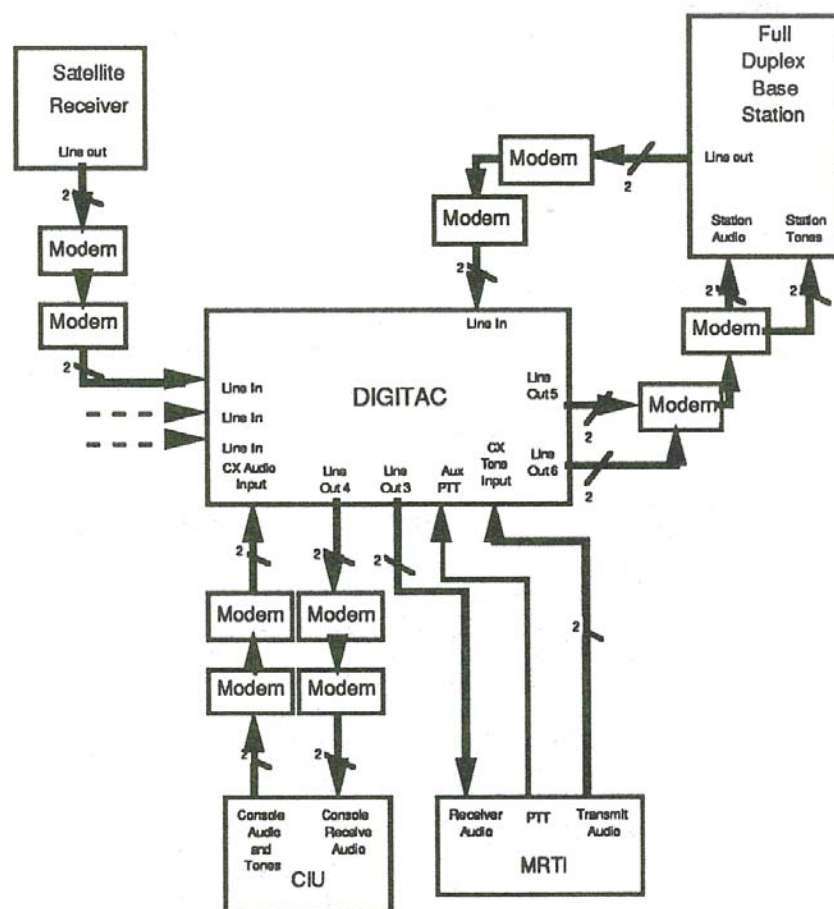 Full
Duplex
Base
Station
Satellite
Receiver
Line out
Line out
Modem
Modem
2
2
Station
Audio
Station
Tones
Modem
2
2
2
Modem
Modem
2
Line In
Line In
DIGITAC
Line
Out5
2
Modem
Line In
Line In
CX Audio
Input
Line
Out 4
Line
Out 3
Aux
PTT
CX
Tone
Input
Line
Out6
2
2
2
2
Modem
Modem
2
Modem
Modem
2
2
Console
Audio
and
Tones
Console
Receive
Audio
CIU
Receiver
Audio
PTT
Transmit
Audio
MRTI